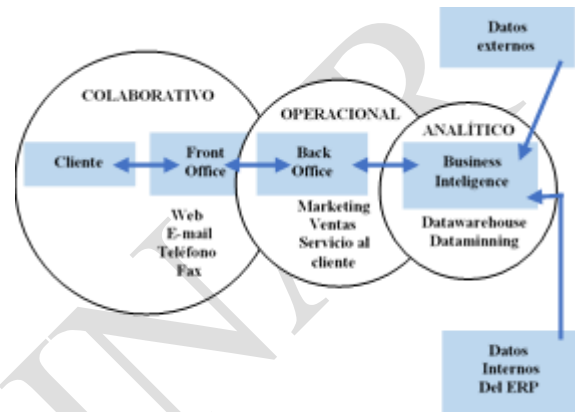 Datos
externos
COLABORATIVO
OPERACIONAL
ANALÍTICO
Cliente
Front
Office
Back
Office
Business
Inteligence
Web
E-mail
Teléfono
Fax
Marketing
Ventas
Servicio al
cliente
Datawarehouse
Dataminning
Datos
Internos
Del ERP